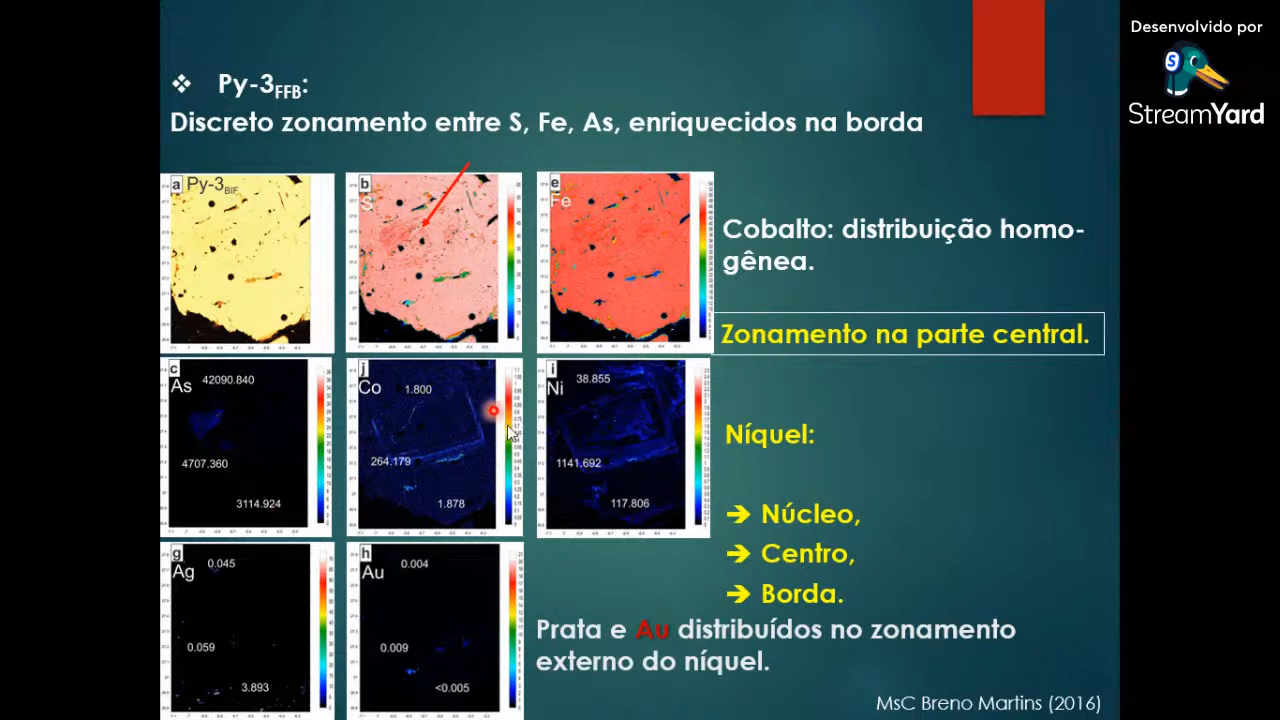 Desenvolvido por
StreamYard
❖ Py-3FFB:
Discreto zonamento entre S, Fe, As, enriquecidos na borda
a Py-3BIF
b
S
e
Fe
Cobalto: distribuição homo-
gênea.
Zonamento na parte central.
c
As 42090.840
4707.360
3114.924
j
Co 1.800
264.179
1.878
i
Ni 38.855
1141.692
117.806
Níquel:
➔ Núcleo,
➔ Centro,
➔ Borda.
g
Ag 0.045
0.059
3.893
h
Au 0.004
0.009
<0.005
Prata e Au distribuídos no zonamento
externo do níquel.
MsC Breno Martins (2016)